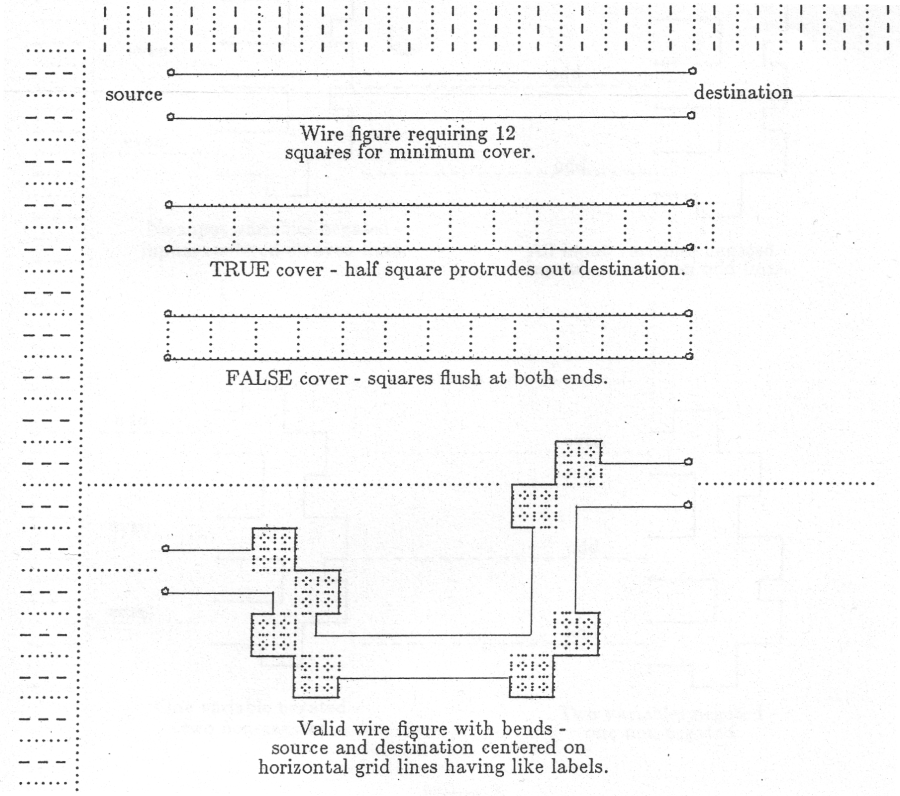 source
destination
Wire figure requiring 12
squares for minimum cover.
TRUE cover - half square protrudes out destination.
FALSE cover - squares flush at both ends.
Valid wire figure with bends -
source and destination centered on
horizontal grid lines having like labels.